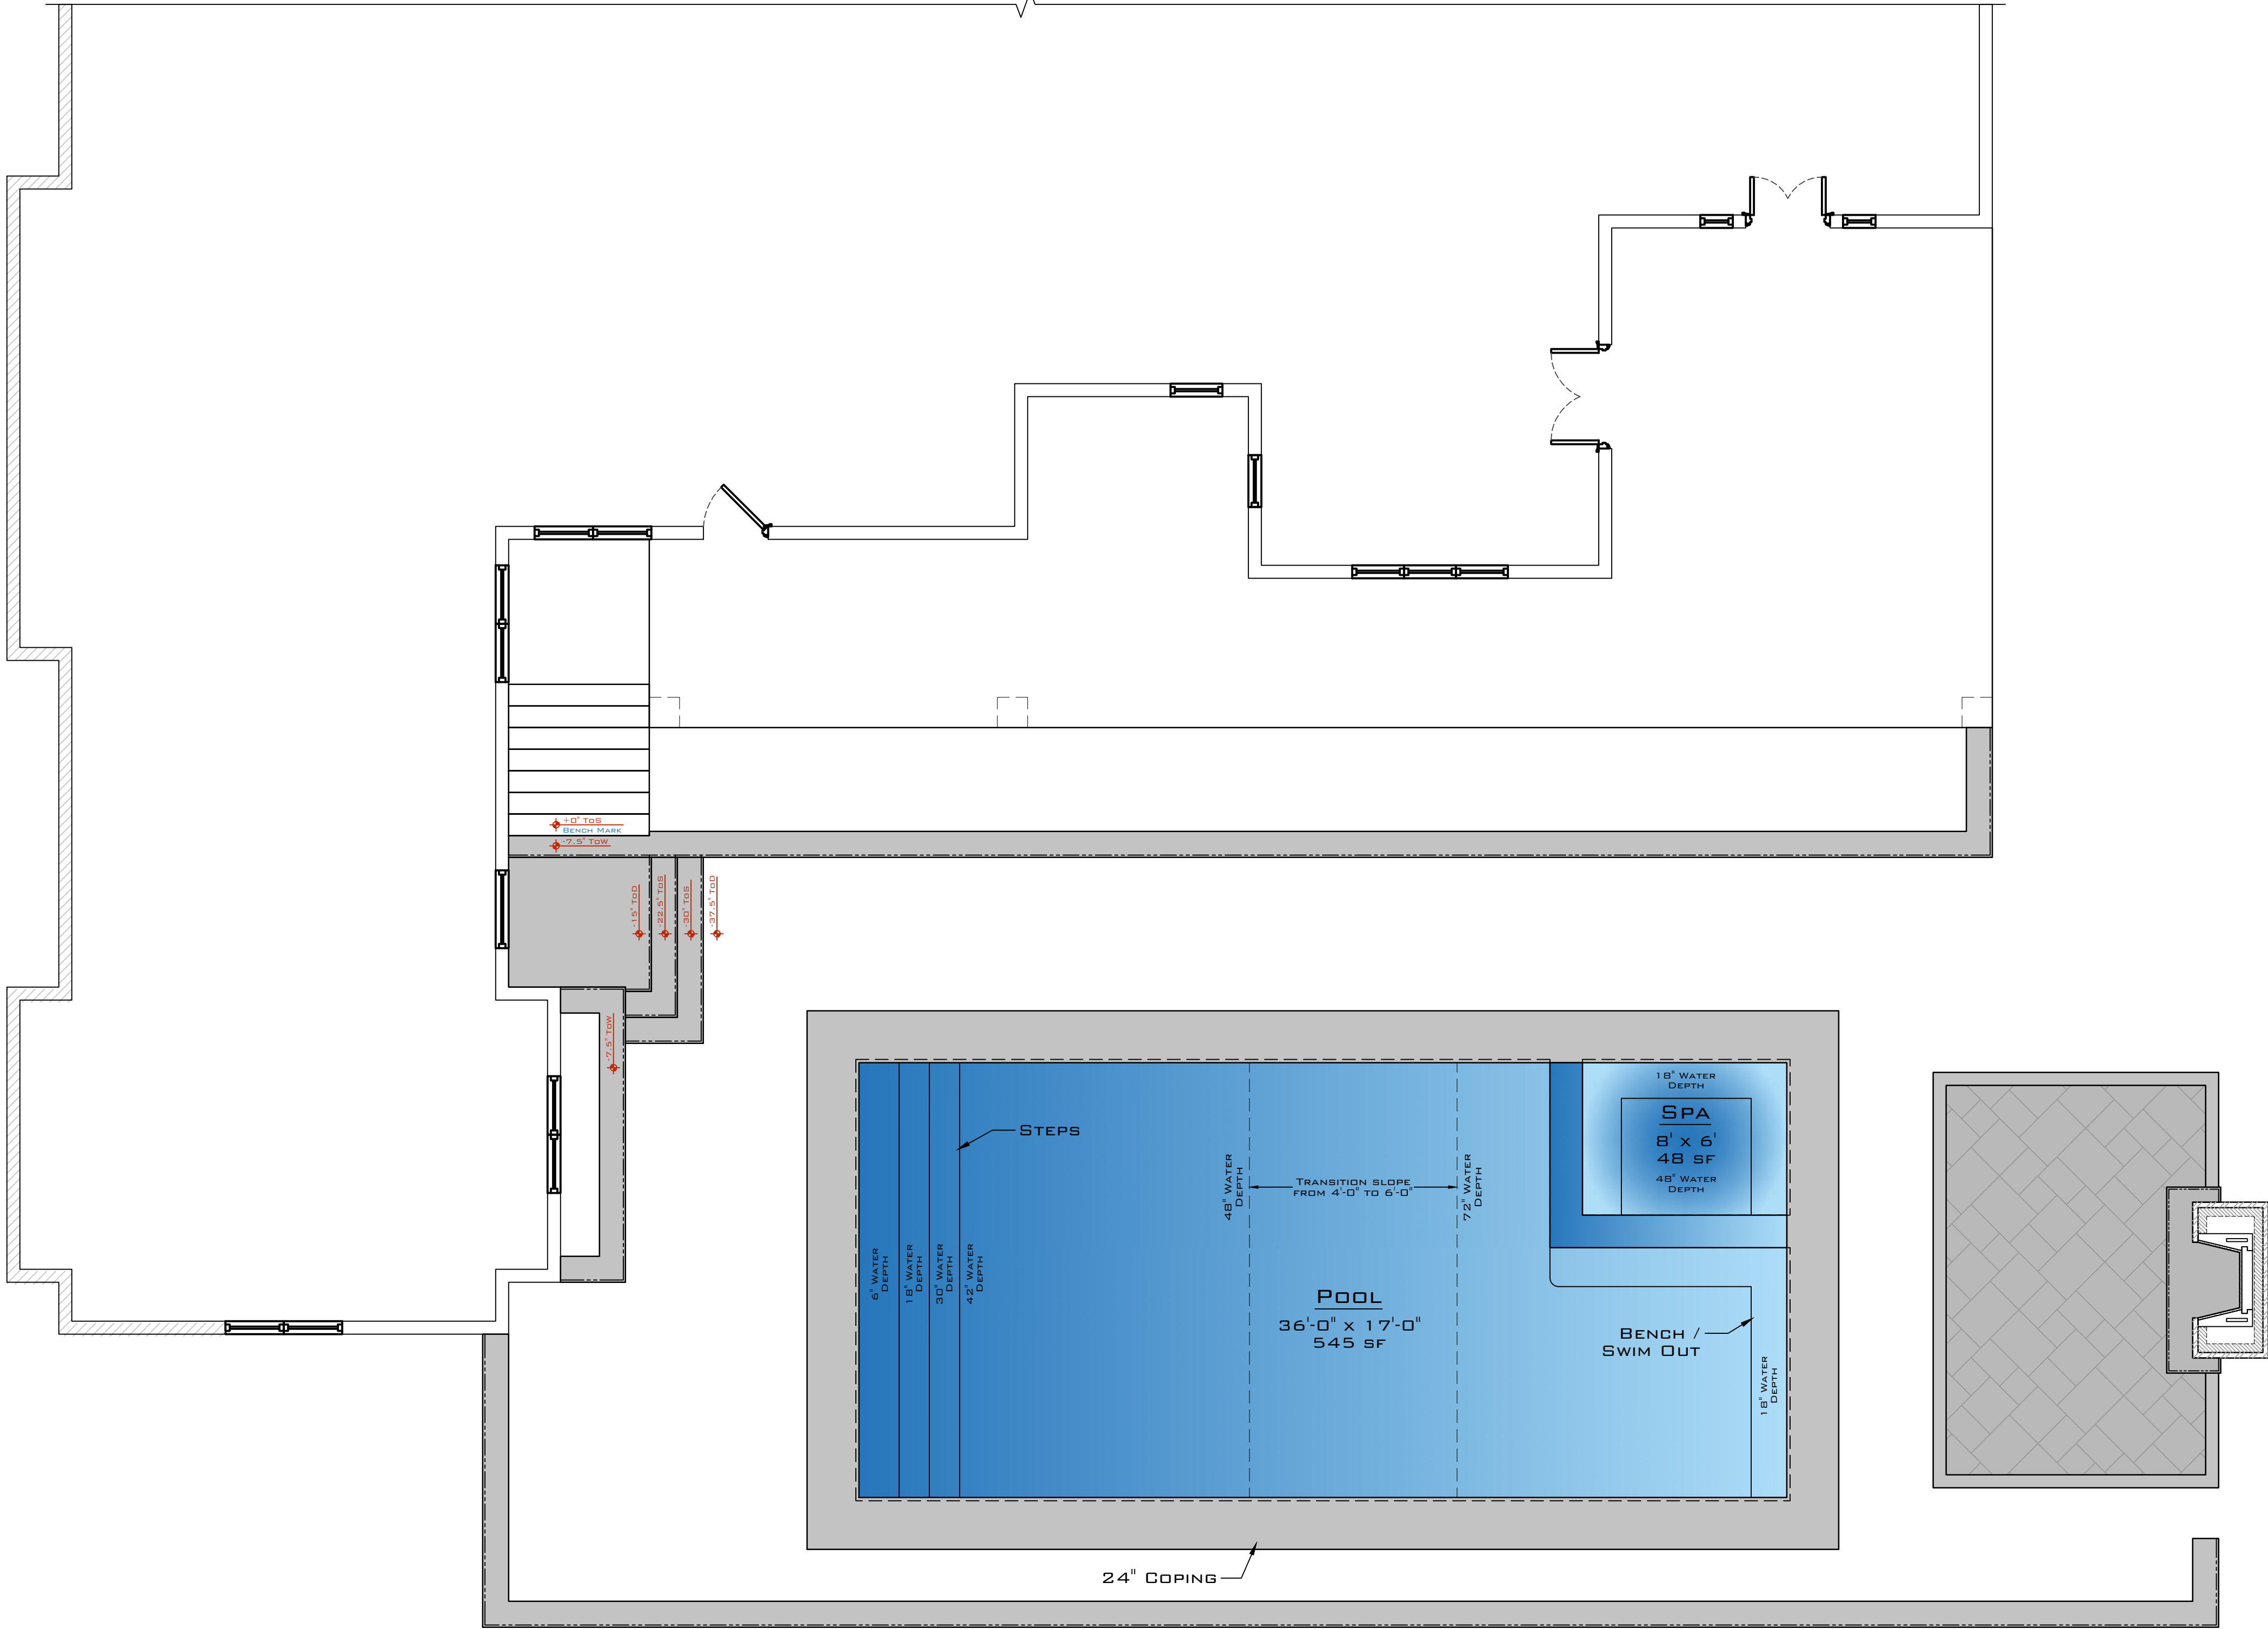 +0" ToS
Bench Mark
-7.5" ToW
-15" ToD
-22.5" ToS
-30" ToS
-37.5" ToD
-7.5" ToW
18" Water
Depth
Spa
8' x 6'
48 sf
48" Water
Depth
Steps
48" Water
Depth
Transition slope
from 4'-0" to 6'-0"
72" Water
Depth
6" Water
Depth
18" Water
Depth
30" Water
Depth
42" Water
Depth
Pool
36'-0" x 17'-0"
545 sf
Bench /
Swim Out
18" Water
Depth
24" Coping